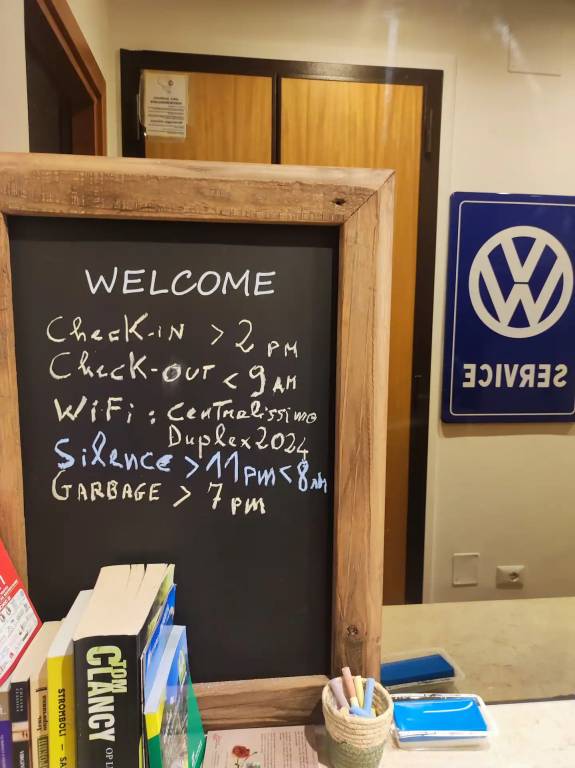 WELCOME
CheCK-IN > 2 PM
CheCK-OUT < 9 AM
WiFi : CentRalissimo
Duplex2024
Silence > 11 PM < 8 AM
GARBAGE > 7 PM
SERVICE
TOM
CLANCY
STROMBOLI